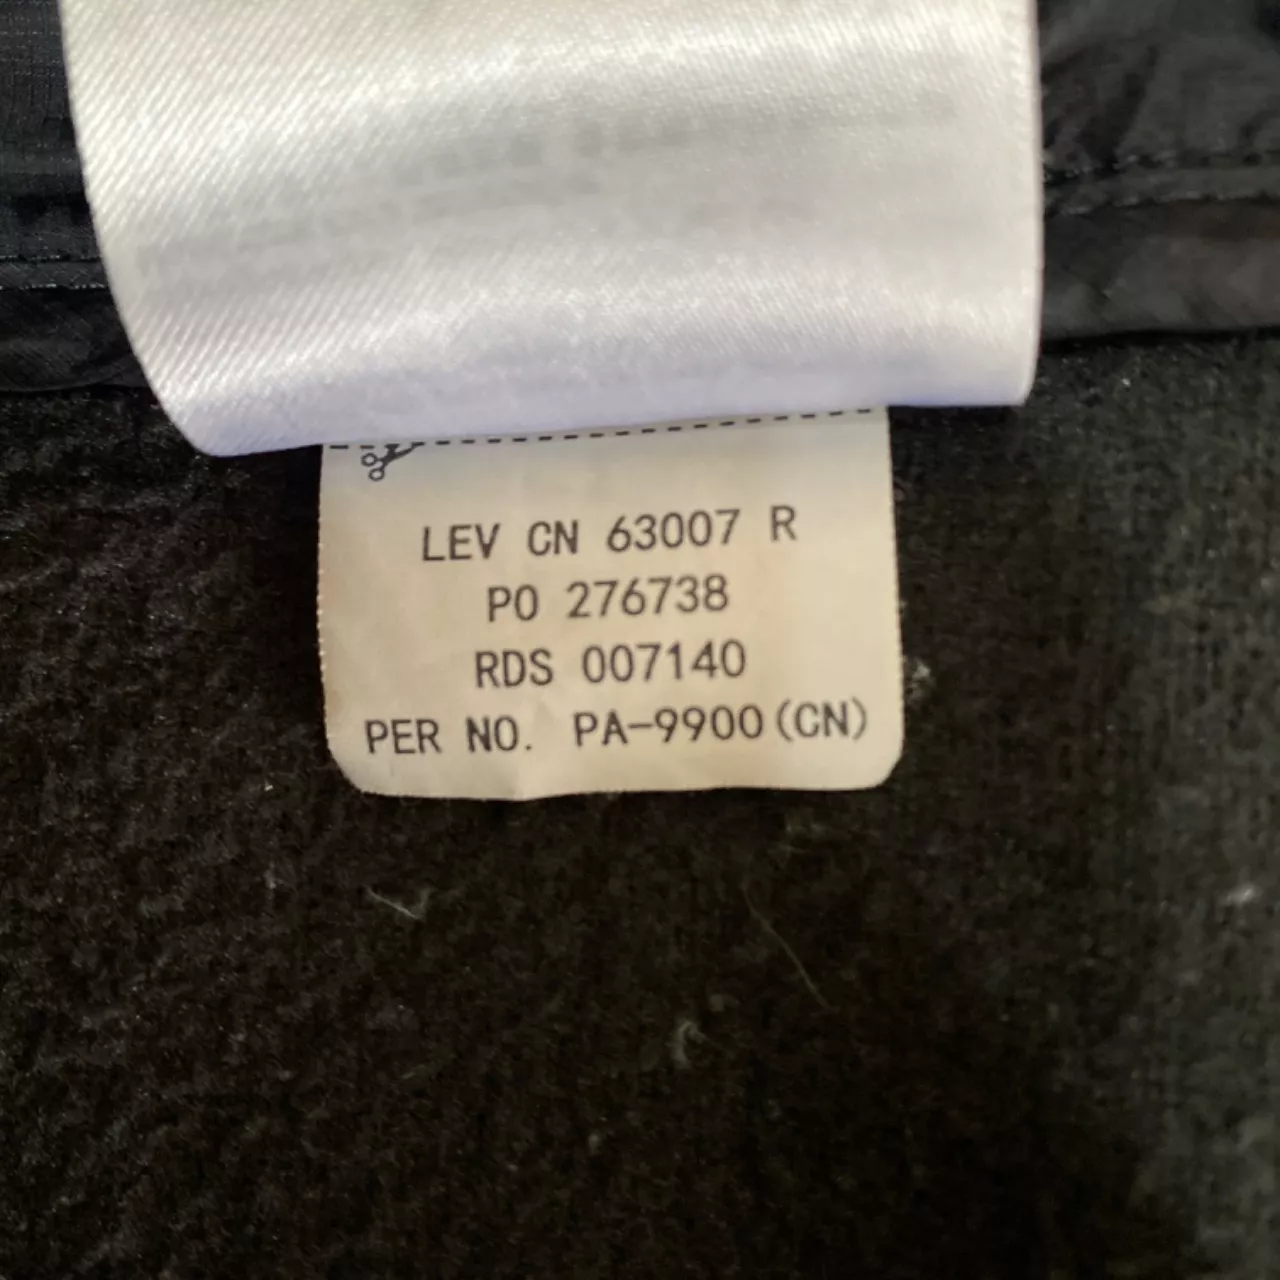 LEV CN 63007 R
PO 276738
RDS 007140
PER NO. PA-9900(CN)